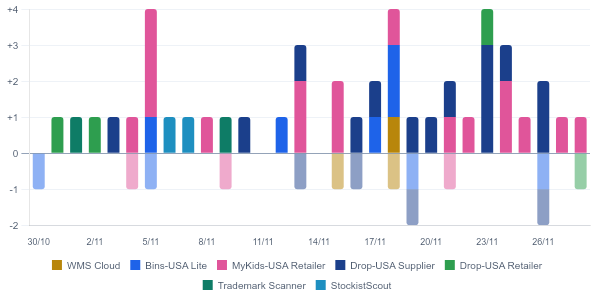 +4
+3
+2
+1
0
-1
-2
30/10 2/11 5/11 8/11 11/11 14/11 17/11 20/11 23/11 26/11
WMS Cloud Bins-USA Lite MyKids-USA Retailer Drop-USA Supplier Drop-USA Retailer
Trademark Scanner StockistScout